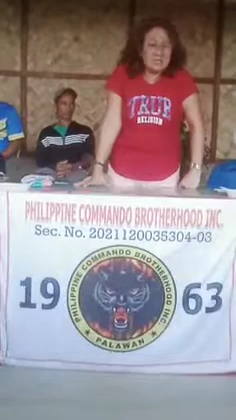 TRUE
RELIGION
PHILIPPINE COMMANDO BROTHERHOOD INC.
Sec. No. 2021120035304-03
19 63
PHILIPPINE COMMANDO BROTHERHOOD INC.
PALAWAN